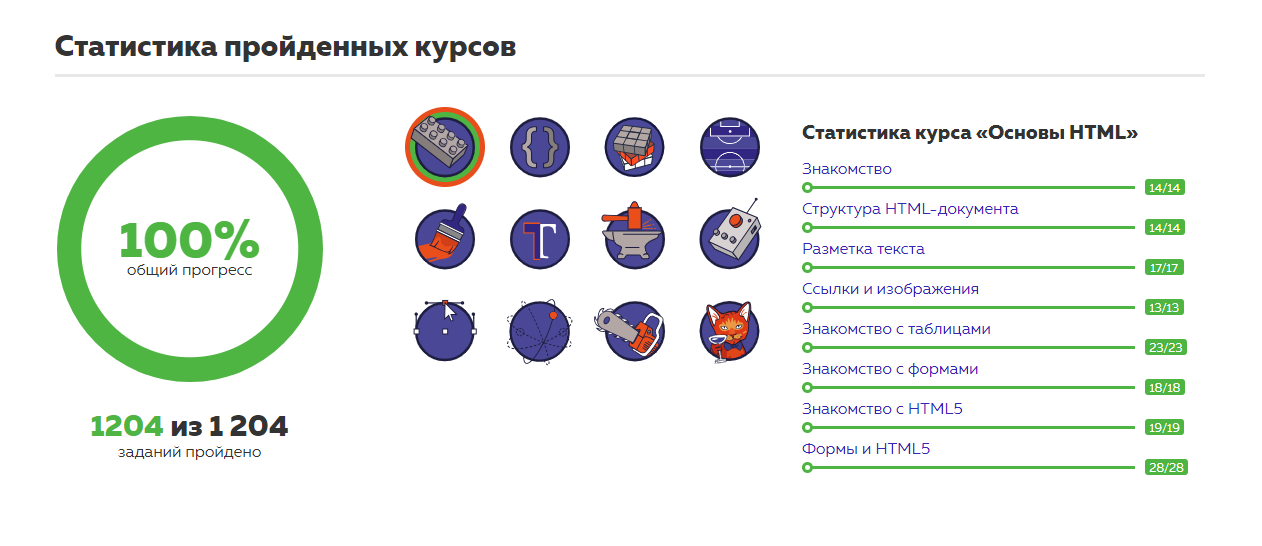 Статистика пройденных курсов
100%
общий прогресс
1204 из 1 204
заданий пройдено
{}
T
Статистика курса «Основы HTML»
Знакомство
14/14
Структура HTML-документа
14/14
Разметка текста
17/17
Ссылки и изображения
13/13
Знакомство с таблицами
23/23
Знакомство с формами
18/18
Знакомство с HTML5
19/19
Формы и HTML5
28/28